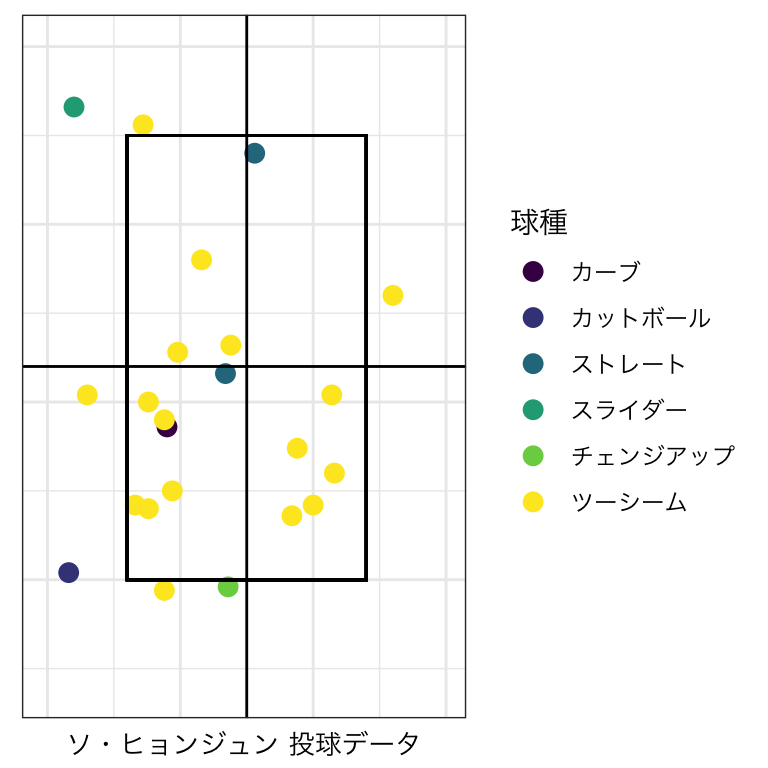 球種
カーブ
カットボール
ストレート
スライダー
チェンジアップ
ツーシーム
ソ・ヒョンジュン 投球データ